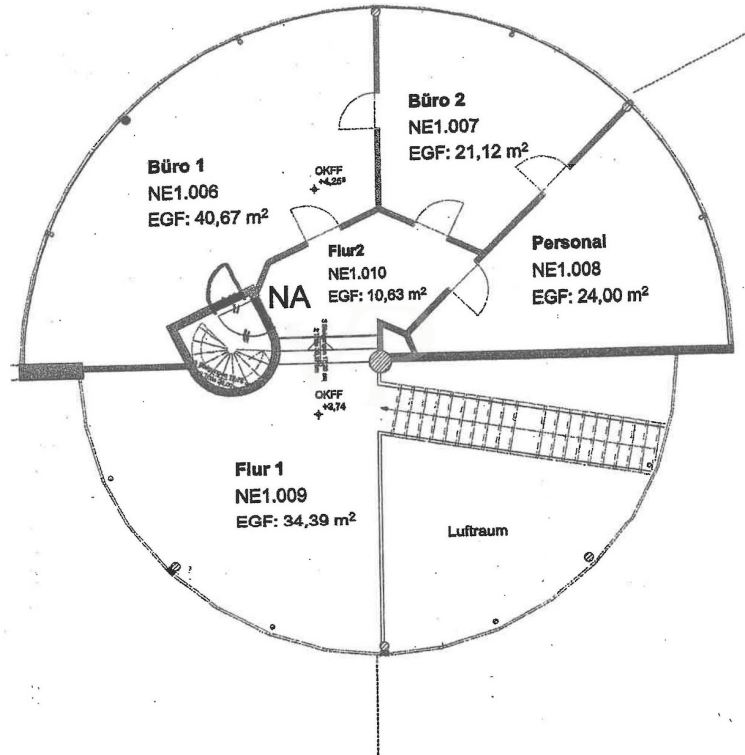 Büro 2
NE1.007
EGF: 21,12 m²
Büro 1
NE1.006
EGF: 40,67 m²
OKFF
+4,25⁹
Personal
NE1.008
EGF: 24,00 m²
Flur2
NE1.010
EGF: 10,63 m²
NA
OKFF
+3,74
Flur 1
NE1.009
EGF: 34,39 m²
Luftraum